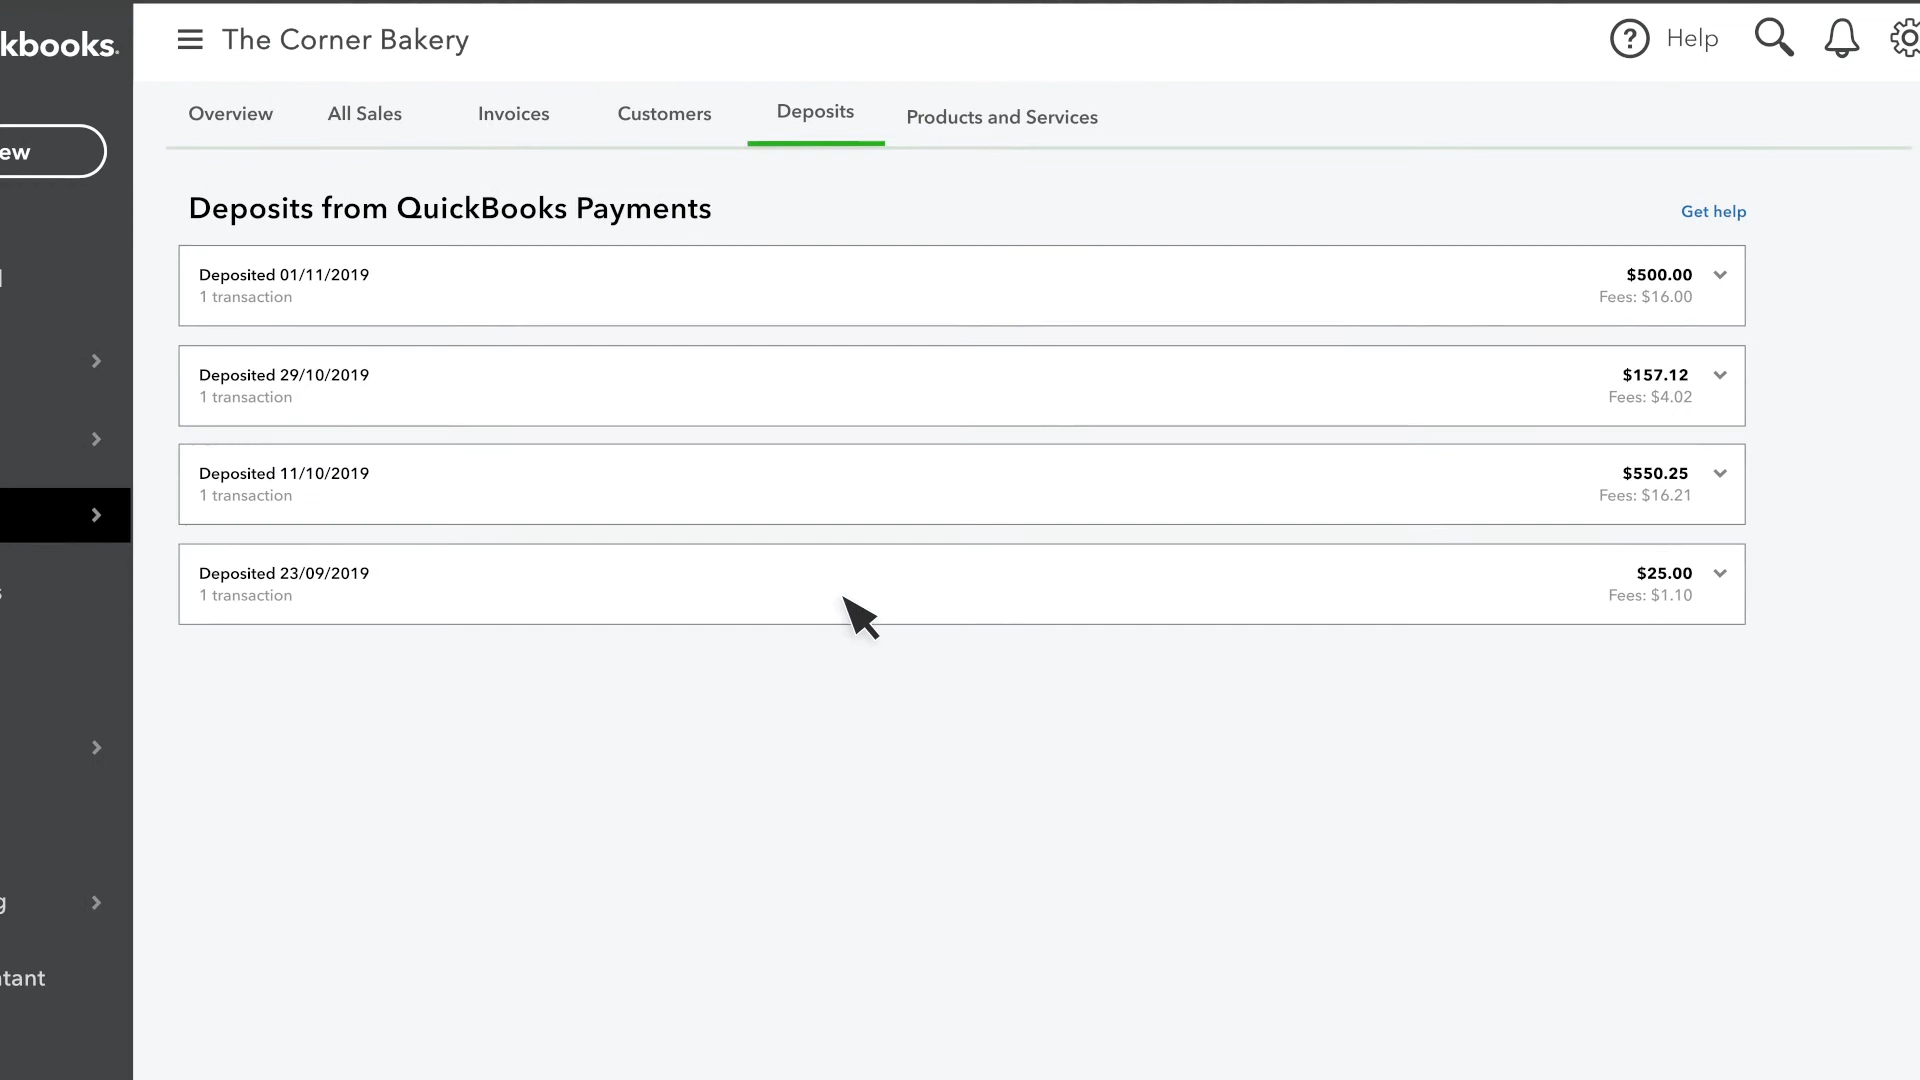 kbooks.
The Corner Bakery
Help
ew
Overview
All Sales
Invoices
Customers
Deposits
Products and Services
Deposits from QuickBooks Payments
Get help
Deposited 01/11/2019
$500.00
1 transaction
Fees: $16.00
Deposited 29/10/2019
$157.12
1 transaction
Fees: $4.02
Deposited 11/10/2019
$550.25
1 transaction
Fees: $16.21
Deposited 23/09/2019
$25.00
1 transaction
Fees: $1.10
g
tant